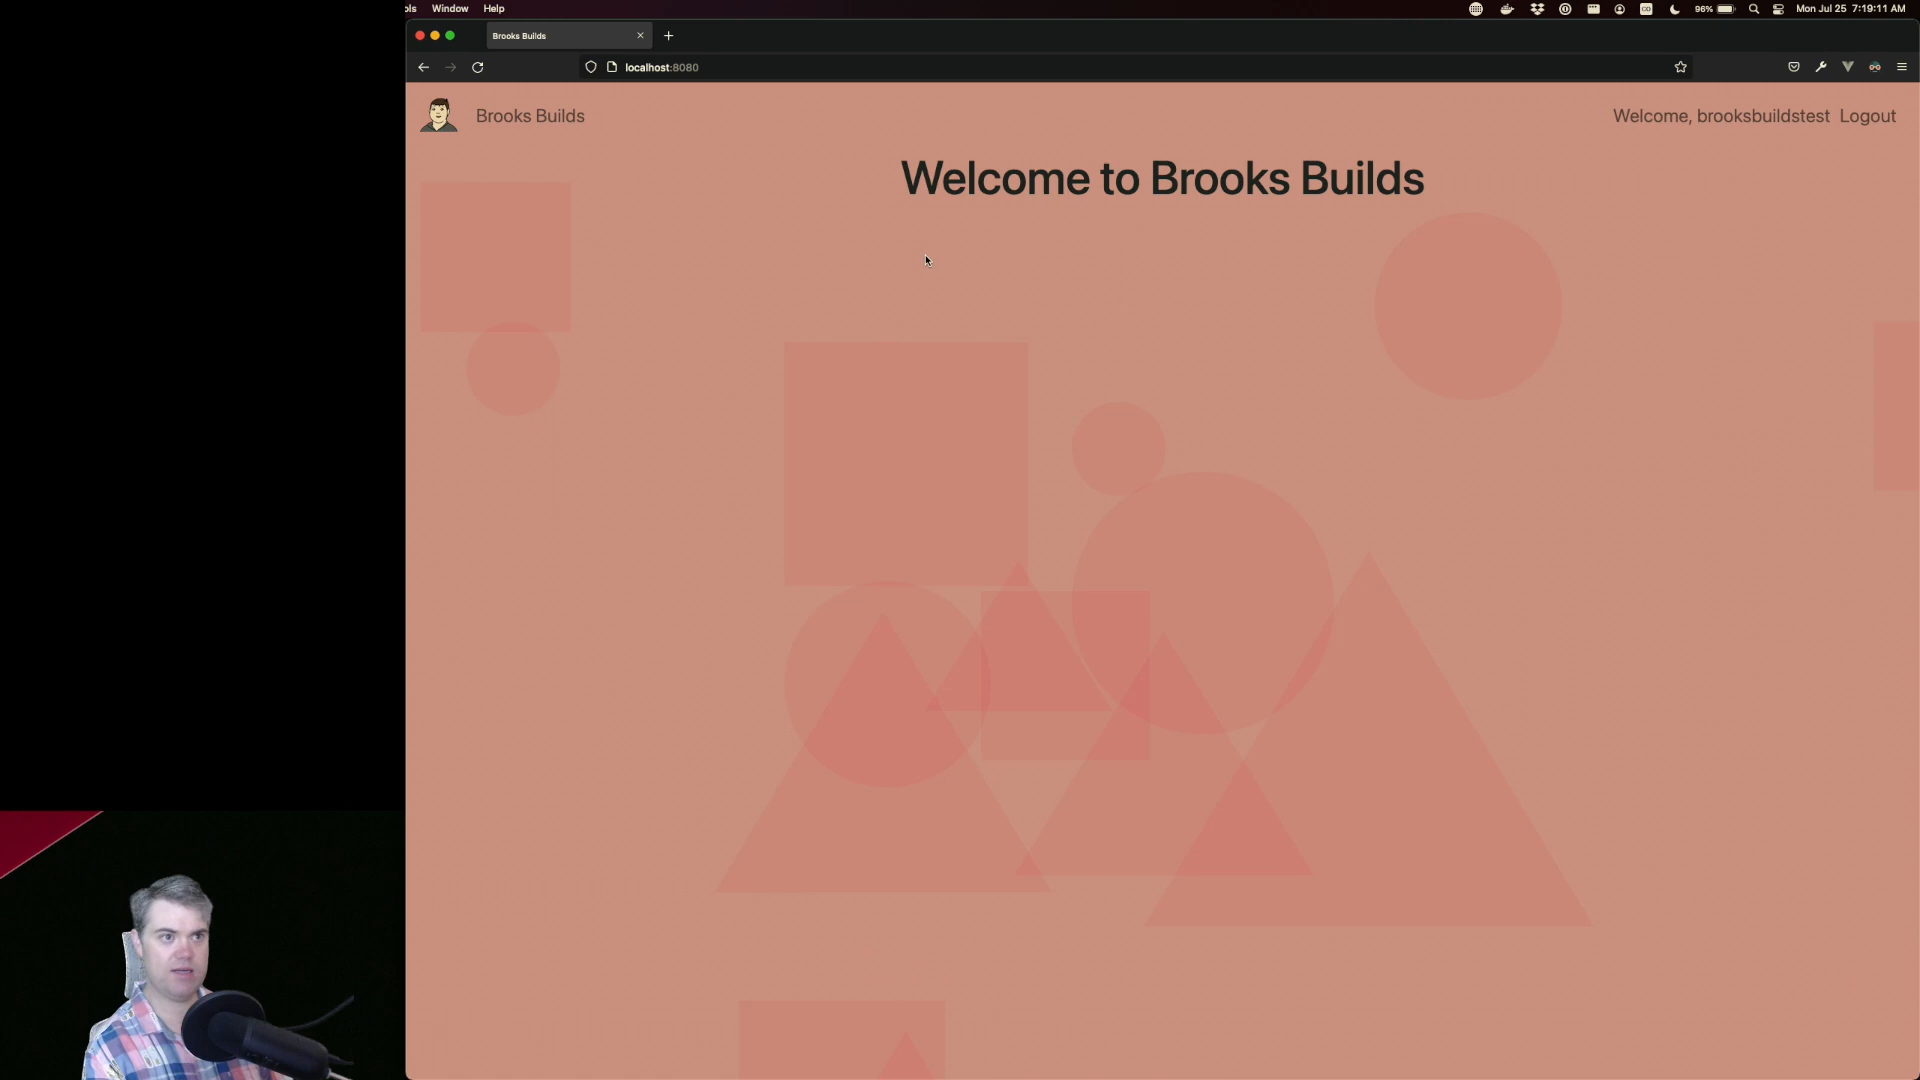 ols Window Help
96% Mon Jul 25 7:19:11 AM
Brooks Builds
localhost:8080
Brooks Builds
Welcome, brooksbuildstest Logout
Welcome to Brooks Builds